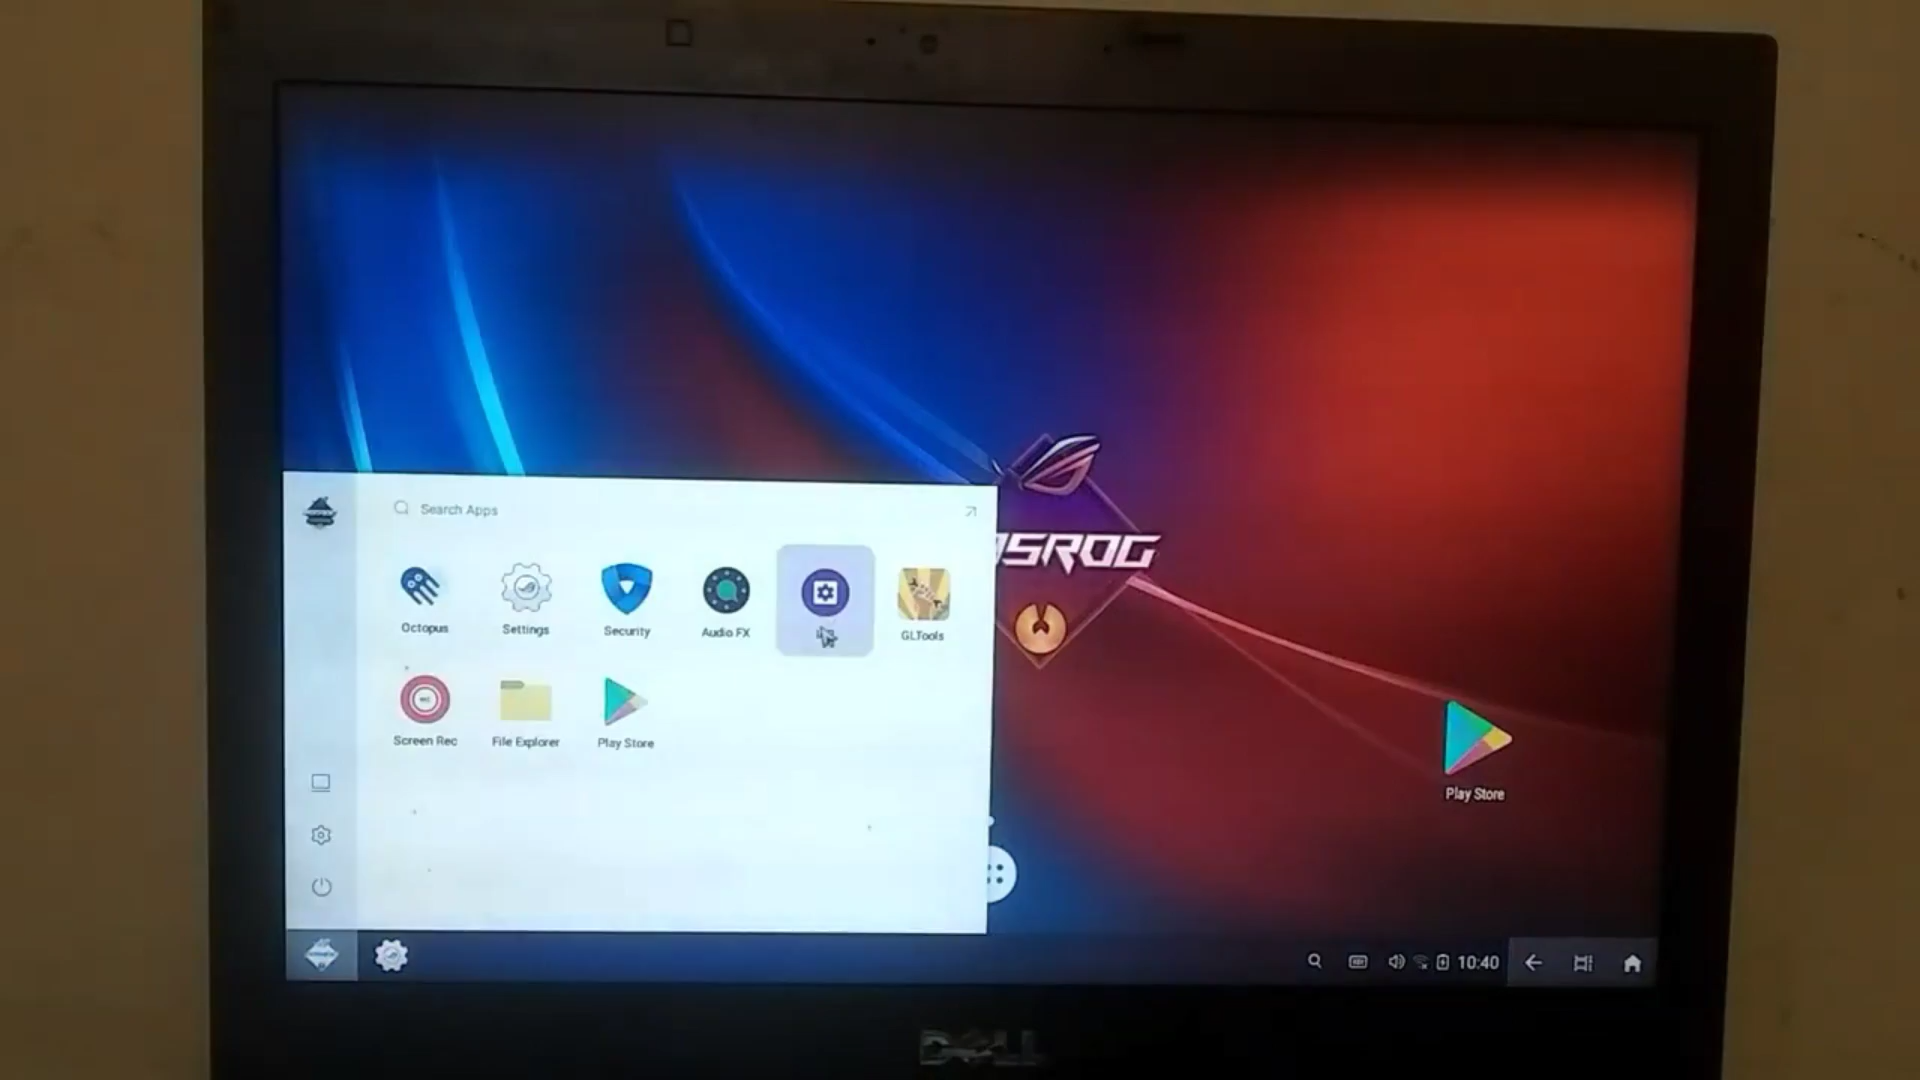 Search Apps
Octopus
Settings
Security
Audio FX
GLTools
Screen Rec
File Explorer
Play Store
SROG
Play Store
10:40
DELL